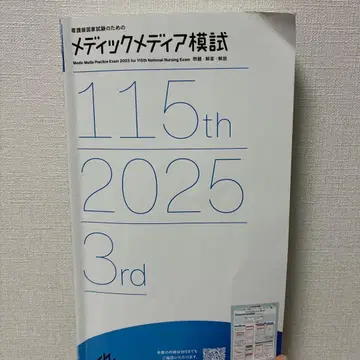 看護師国家試験のための
メディックメディア模試
Medic Media Practice Exam 2025 for 115th National Nursing Exam 問題・解答・解説
115th
2025
3rd